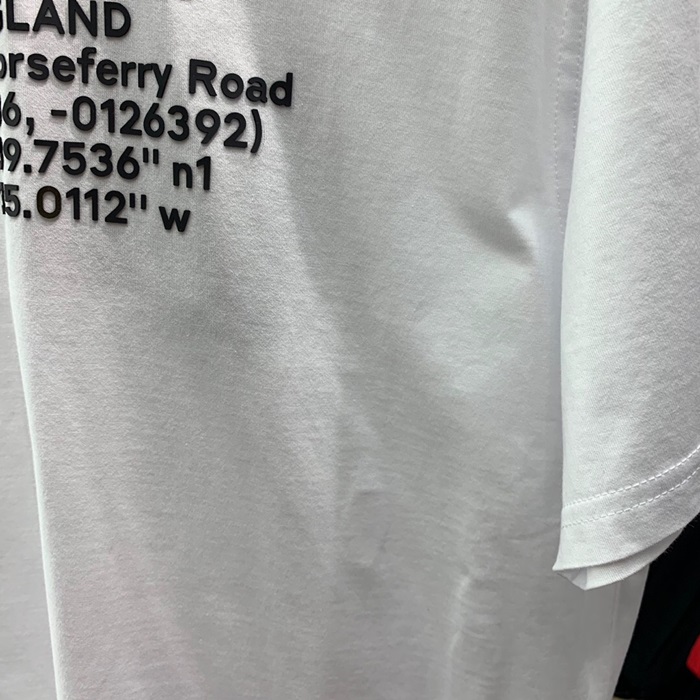 GLAND
orseferry Road
6, -0126392)
9.7536" n1
5.0112" w